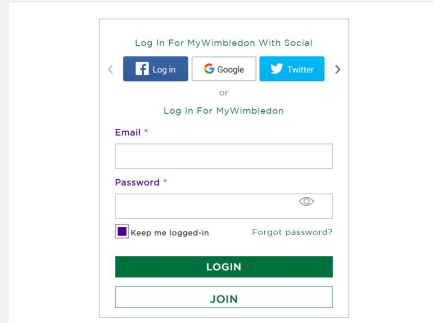 Log In For MyWimbledon With Social
Log in Google Twitter
or
Log In For MyWimbledon
Email *
Password *
Keep me logged-in Forgot password?
LOGIN
JOIN